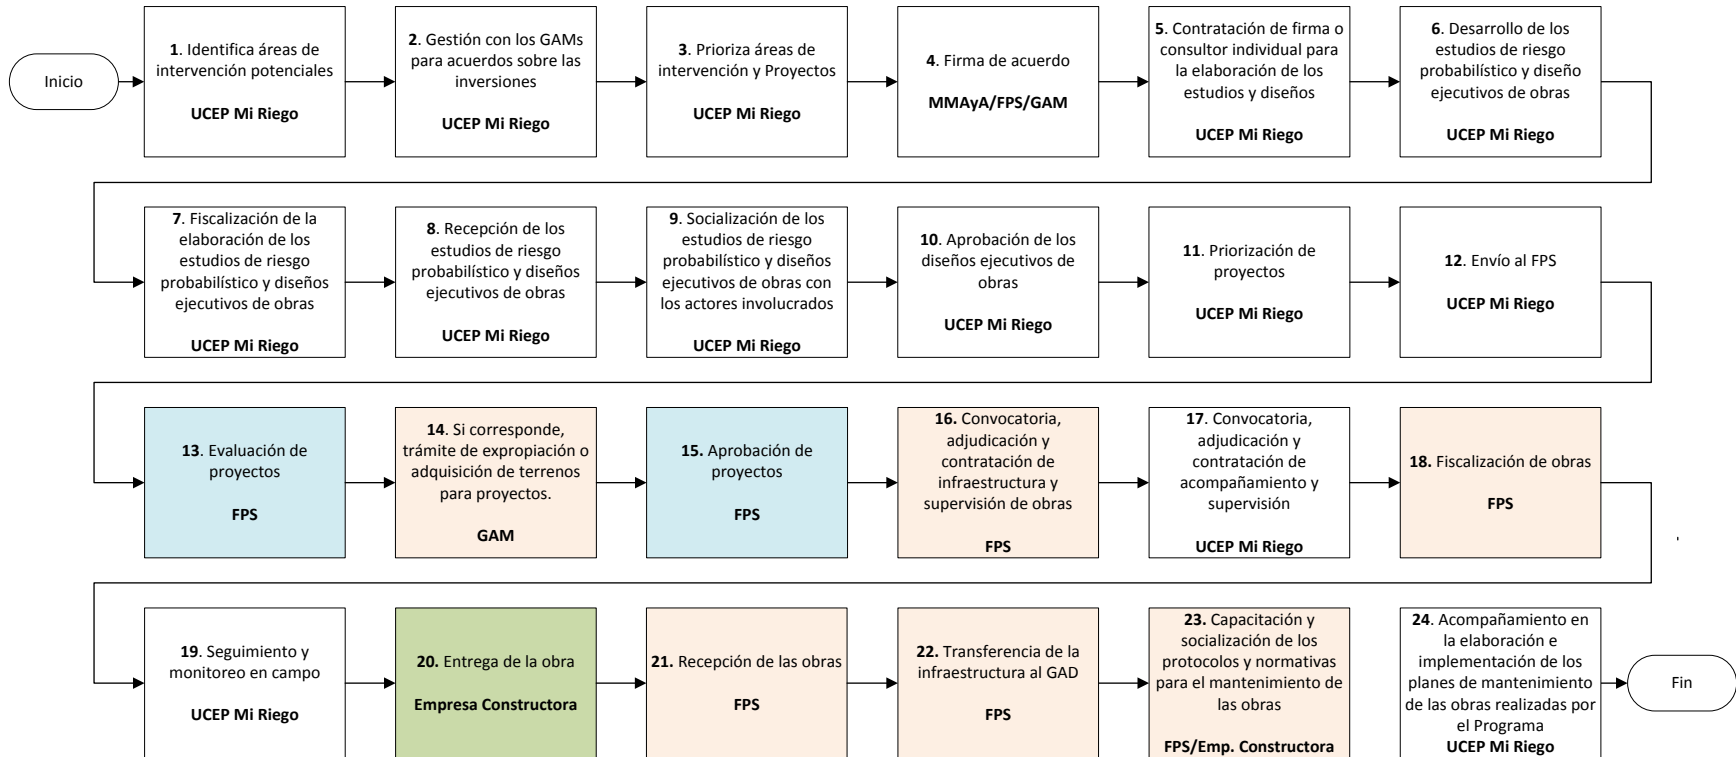 Inicio
1. Identifica áreas de
intervención potenciales
UCEP Mi Riego
2. Gestión con los GAMs
para acuerdos sobre las
inversiones
UCEP Mi Riego
3. Prioriza áreas de
intervención y Proyectos
UCEP Mi Riego
4. Firma de acuerdo
MMAyA/FPS/GAM
5. Contratación de firma o
consultor individual para
la elaboración de los
estudios y diseños
UCEP Mi Riego
6. Desarrollo de los
estudios de riesgo
probabilístico y diseño
ejecutivos de obras
UCEP Mi Riego
7. Fiscalización de la
elaboración de los
estudios de riesgo
probabilístico y diseños
ejecutivos de obras
UCEP Mi Riego
8. Recepción de los
estudios de riesgo
probabilístico y diseños
ejecutivos de obras
UCEP Mi Riego
9. Socialización de los
estudios de riesgo
probabilístico y diseños
ejecutivos de obras con
los actores involucrados
UCEP Mi Riego
10. Aprobación de los
diseños ejecutivos de
obras
UCEP Mi Riego
11. Priorización de
proyectos
UCEP Mi Riego
12. Envío al FPS
UCEP Mi Riego
13. Evaluación de
proyectos
FPS
14. Si corresponde,
trámite de expropiación o
adquisición de terrenos
para proyectos.
GAM
15. Aprobación de
proyectos
FPS
16. Convocatoria,
adjudicación y
contratación de
infraestructura y
supervisión de obras
FPS
17. Convocatoria,
adjudicación y
contratación de
acompañamiento y
supervisión
UCEP Mi Riego
18. Fiscalización de obras
FPS
19. Seguimiento y
monitoreo en campo
UCEP Mi Riego
20. Entrega de la obra
Empresa Constructora
21. Recepción de las obras
FPS
22. Transferencia de la
infraestructura al GAD
FPS
23. Capacitación y
socialización de los
protocolos y normativas
para el mantenimiento de
las obras
FPS/Emp. Constructora
24. Acompañamiento en
la elaboración e
implementación de los
planes de mantenimiento
de las obras realizadas por
el Programa
UCEP Mi Riego
Fin